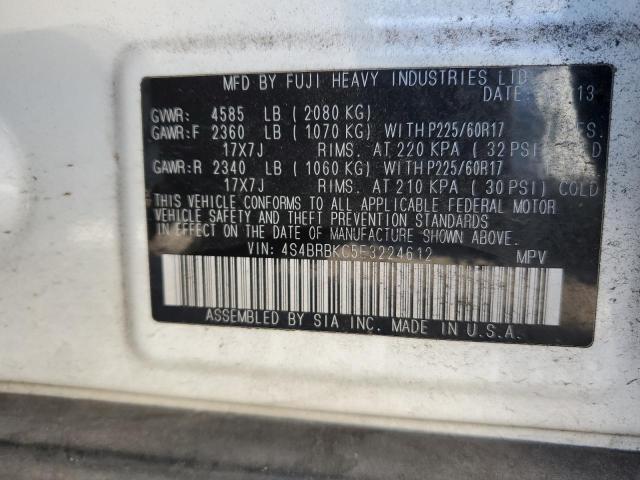 MFD BY FUJI HEAVY INDUSTRIES LTD
DATE: 13
GVWR: 4585 LB ( 2080 KG)
GAWR:F 2360 LB ( 1070 KG) WITH P225/60R17
17X7J RIMS. AT 220 KPA ( 32 PSI)
GAWR:R 2340 LB ( 1060 KG) WITH P225/60R17
17X7J RIMS. AT 210 KPA ( 30 PSI) COLD
THIS VEHICLE CONFORMS TO ALL APPLICABLE FEDERAL MOTOR
VEHICLE SAFETY AND THEFT PREVENTION STANDARDS
IN EFFECT ON THE DATE OF MANUFACTURE SHOWN ABOVE.
VIN: 4S4BRBKC5E3224612 MPV
ASSEMBLED BY SIA INC. MADE IN U.S.A.